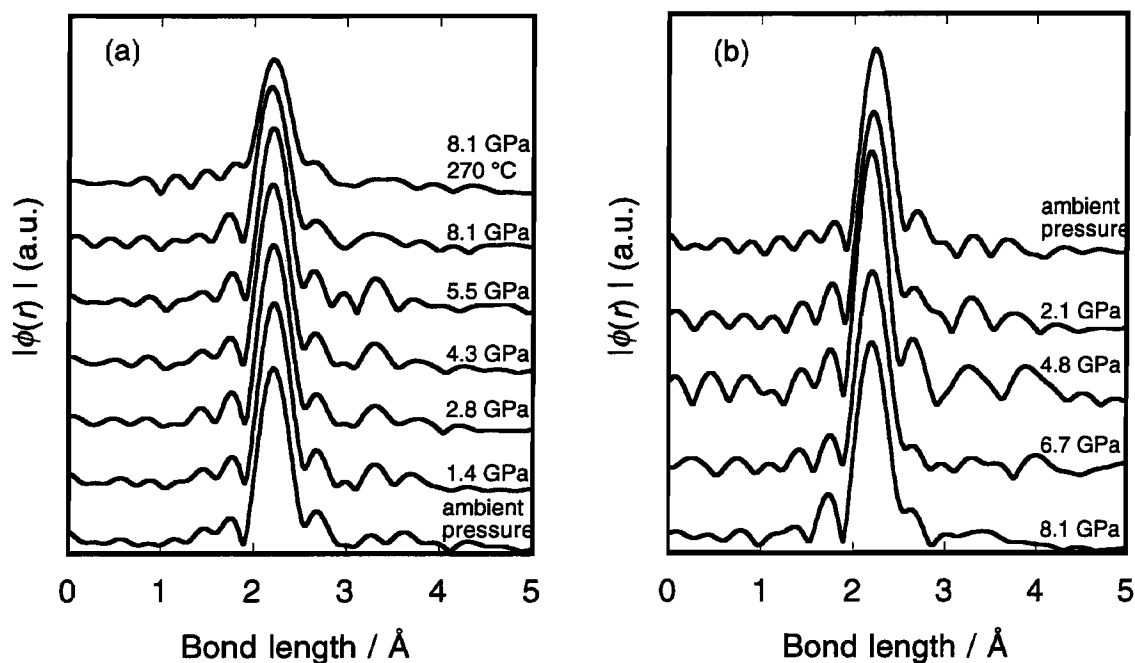 (a)
8.1 GPa
270 °C
8.1 GPa
5.5 GPa
4.3 GPa
2.8 GPa
1.4 GPa
ambient
pressure
|ϕ(r)| (a.u.)
0 1 2 3 4 5
Bond length / Å
(b)
ambient
pressure
2.1 GPa
4.8 GPa
6.7 GPa
8.1 GPa
|ϕ(r)| (a.u.)
0 1 2 3 4 5
Bond length / Å